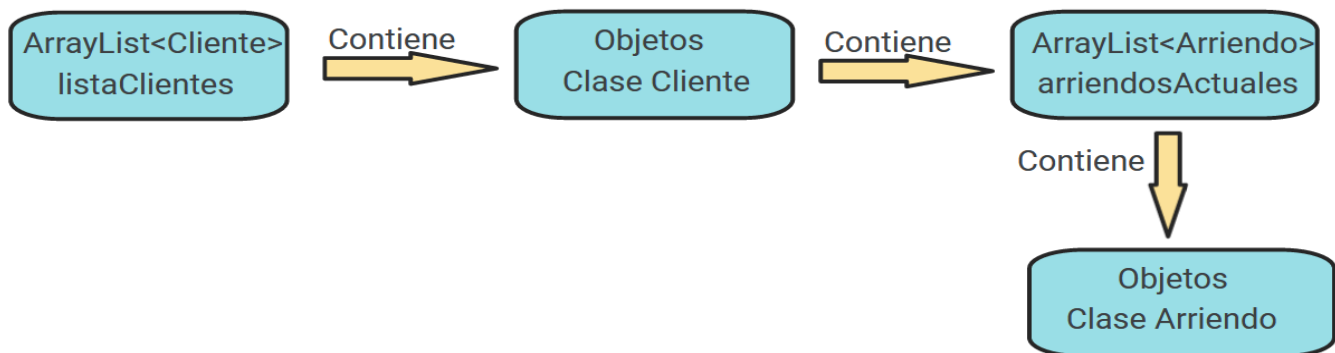 ArrayList<Cliente>
listaClientes
Contiene
Objetos
Clase Cliente
Contiene
ArrayList<Arriendo>
arriendosActuales
Contiene
Objetos
Clase Arriendo